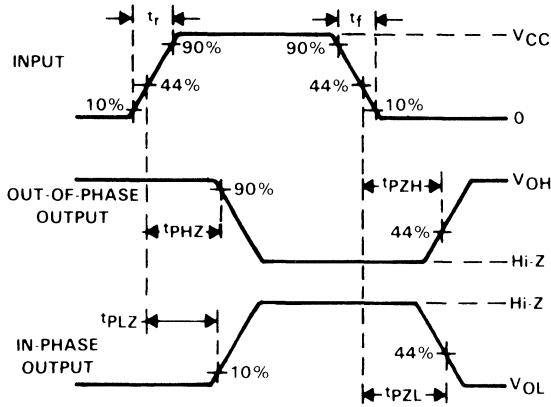 tr
tf
90%
90%
VCC
INPUT
44%
44%
10%
10%
0
OUT-OF-PHASE
OUTPUT
90%
tPHZ
tPZH
VOH
44%
Hi-Z
Hi-Z
tPLZ
IN-PHASE
OUTPUT
10%
44%
tPZL
VOL